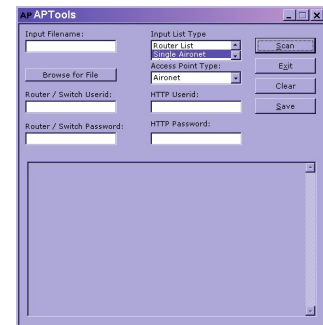 AP APTools
Input Filename:
Input List Type
Router List
Single Aironet
Scan
Browse for File
Access Point Type:
Aironet
Exit
Router / Switch Userid:
HTTP Userid:
Clear
Router / Switch Password:
HTTP Password:
Save